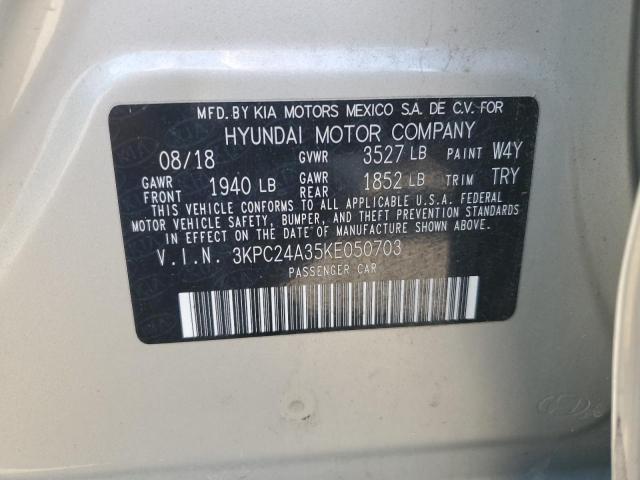 MFD. BY KIA MOTORS MEXICO S.A. DE C.V. FOR
HYUNDAI MOTOR COMPANY
08/18 GVWR 3527 LB PAINT W4Y
GAWR FRONT 1940 LB GAWR REAR 1852 LB TRIM TRY
THIS VEHICLE CONFORMS TO ALL APPLICABLE U.S.A. FEDERAL
MOTOR VEHICLE SAFETY, BUMPER, AND THEFT PREVENTION STANDARDS
IN EFFECT ON THE DATE OF MANUFACTURE SHOWN ABOVE.
V.I.N. 3KPC24A35KE050703
PASSENGER CAR